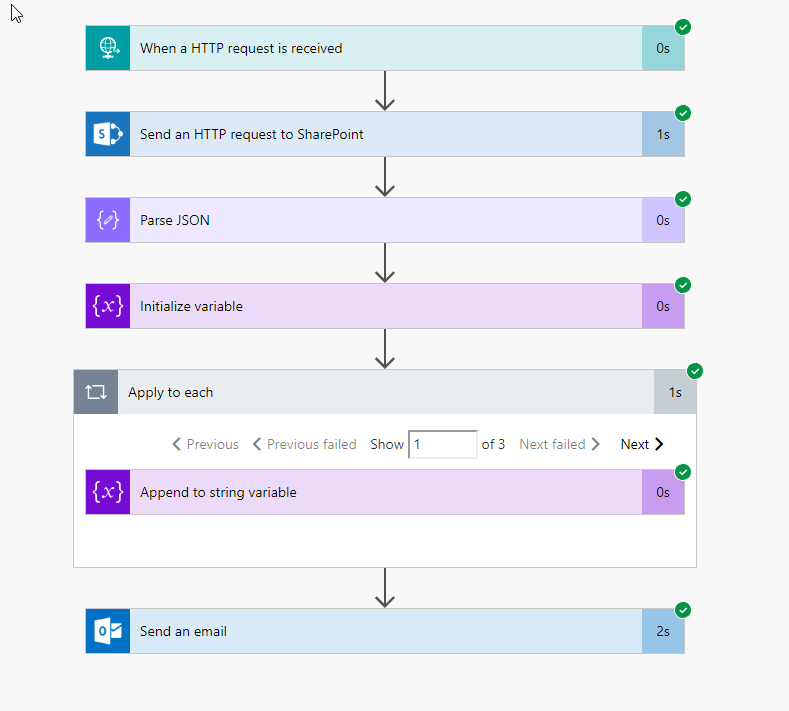 When a HTTP request is received 0s
S Send an HTTP request to SharePoint 1s
Parse JSON 0s
{x} Initialize variable 0s
Apply to each 1s
Previous Previous failed Show 1 of 3 Next failed Next
{x} Append to string variable 0s
O Send an email 2s